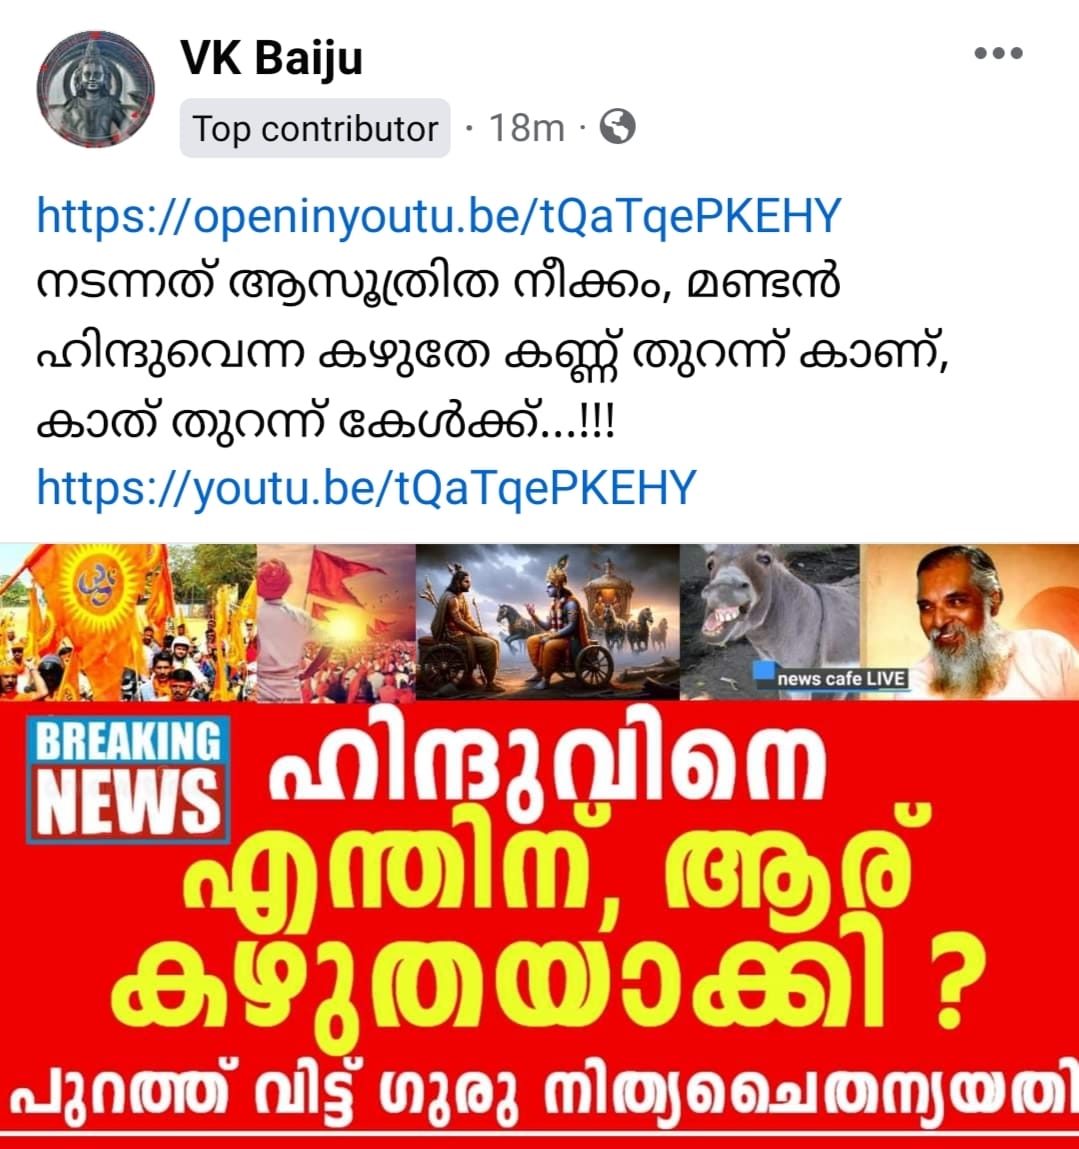 VK Baiju
Top contributor · 18m ·
https://openinyoutu.be/tQaTqePKEHY
നടന്നത് ആസൂത്രിത നീക്കം, മണ്ടൻ
ഹിന്ദുവെന്ന കഴുതേ കണ്ണ് തുറന്ന് കാണ്,
കാത് തുറന്ന് കേൾക്ക്...!!!
https://youtu.be/tQaTqePKEHY
news cafe LIVE
BREAKING
NEWS
ഹിന്ദുവിനെ
എന്തിന്, ആര്
കഴുതയാക്കി ?
പുറത്ത് വിട്ട് ഗുരു നിത്യചൈതന്യയതി